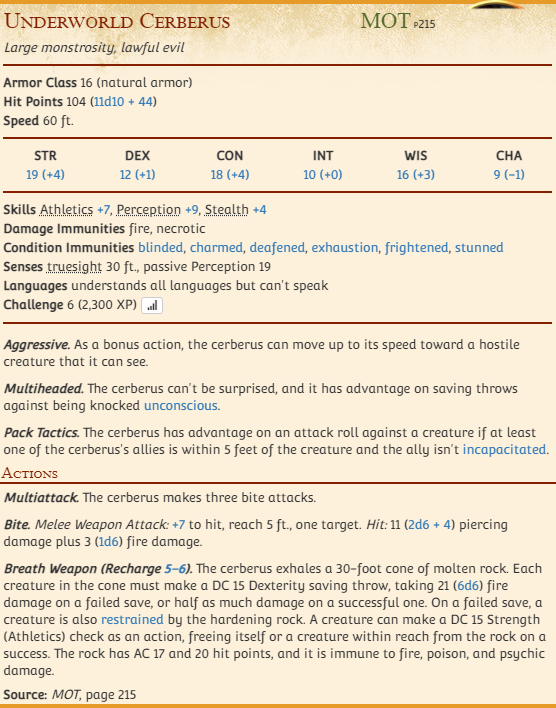 Underworld Cerberus MOT p215
Large monstrosity, lawful evil
Armor Class 16 (natural armor)
Hit Points 104 (11d10 + 44)
Speed 60 ft.
STR DEX CON INT WIS CHA
19 (+4) 12 (+1) 18 (+4) 10 (+0) 16 (+3) 9 (−1)
Skills Athletics +7, Perception +9, Stealth +4
Damage Immunities fire, necrotic
Condition Immunities blinded, charmed, deafened, exhaustion, frightened, stunned
Senses truesight 30 ft., passive Perception 19
Languages understands all languages but can't speak
Challenge 6 (2,300 XP)
Aggressive. As a bonus action, the cerberus can move up to its speed toward a hostile
creature that it can see.
Multiheaded. The cerberus can't be surprised, and it has advantage on saving throws
against being knocked unconscious.
Pack Tactics. The cerberus has advantage on an attack roll against a creature if at least
one of the cerberus's allies is within 5 feet of the creature and the ally isn't incapacitated.
Actions
Multiattack. The cerberus makes three bite attacks.
Bite. Melee Weapon Attack: +7 to hit, reach 5 ft., one target. Hit: 11 (2d6 + 4) piercing
damage plus 3 (1d6) fire damage.
Breath Weapon (Recharge 5–6). The cerberus exhales a 30-foot cone of molten rock. Each
creature in the cone must make a DC 15 Dexterity saving throw, taking 21 (6d6) fire
damage on a failed save, or half as much damage on a successful one. On a failed save, a
creature is also restrained by the hardening rock. A creature can make a DC 15 Strength
(Athletics) check as an action, freeing itself or a creature within reach from the rock on a
success. The rock has AC 17 and 20 hit points, and it is immune to fire, poison, and psychic
damage.
Source: MOT, page 215